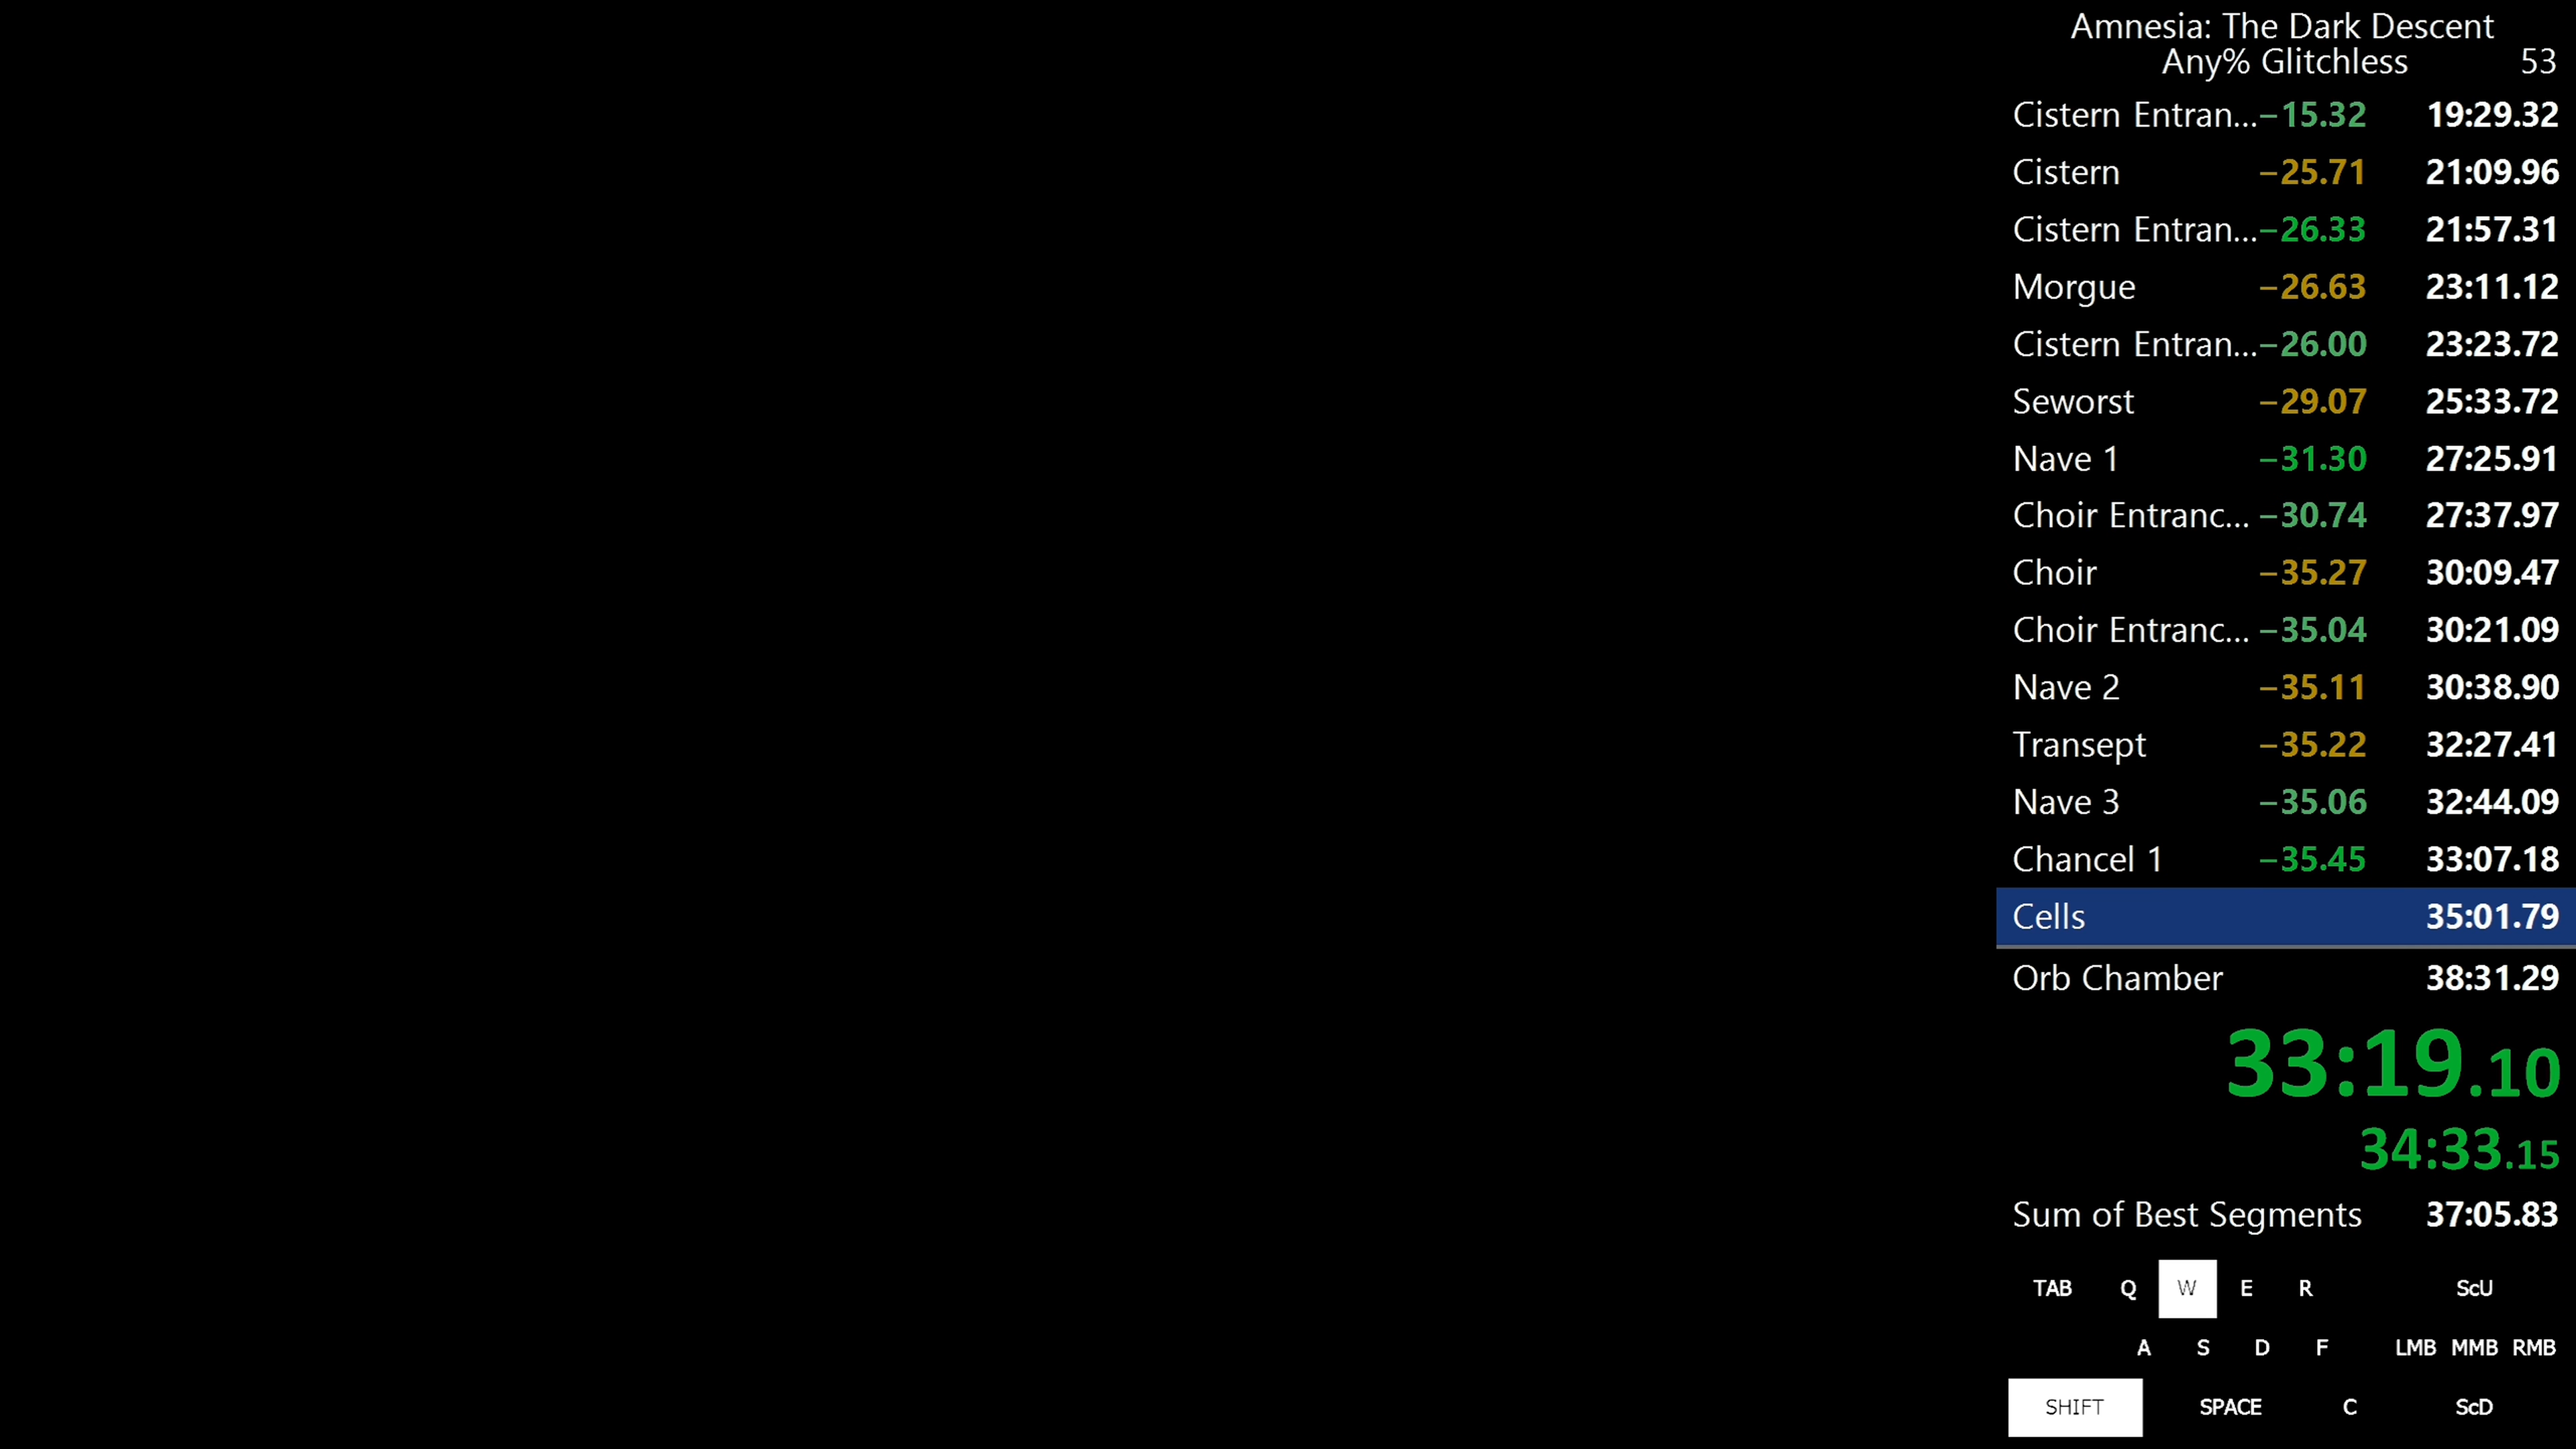 Amnesia: The Dark Descent
Any% Glitchless 53
Cistern Entran... −15.32 19:29.32
Cistern −25.71 21:09.96
Cistern Entran... −26.33 21:57.31
Morgue −26.63 23:11.12
Cistern Entran... −26.00 23:23.72
Seworst −29.07 25:33.72
Nave 1 −31.30 27:25.91
Choir Entranc... −30.74 27:37.97
Choir −35.27 30:09.47
Choir Entranc... −35.04 30:21.09
Nave 2 −35.11 30:38.90
Transept −35.22 32:27.41
Nave 3 −35.06 32:44.09
Chancel 1 −35.45 33:07.18
Cells 35:01.79
Orb Chamber 38:31.29
33:19.10
34:33.15
Sum of Best Segments 37:05.83
TAB Q W E R ScU
A S D F LMB MMB RMB
SHIFT SPACE C ScD